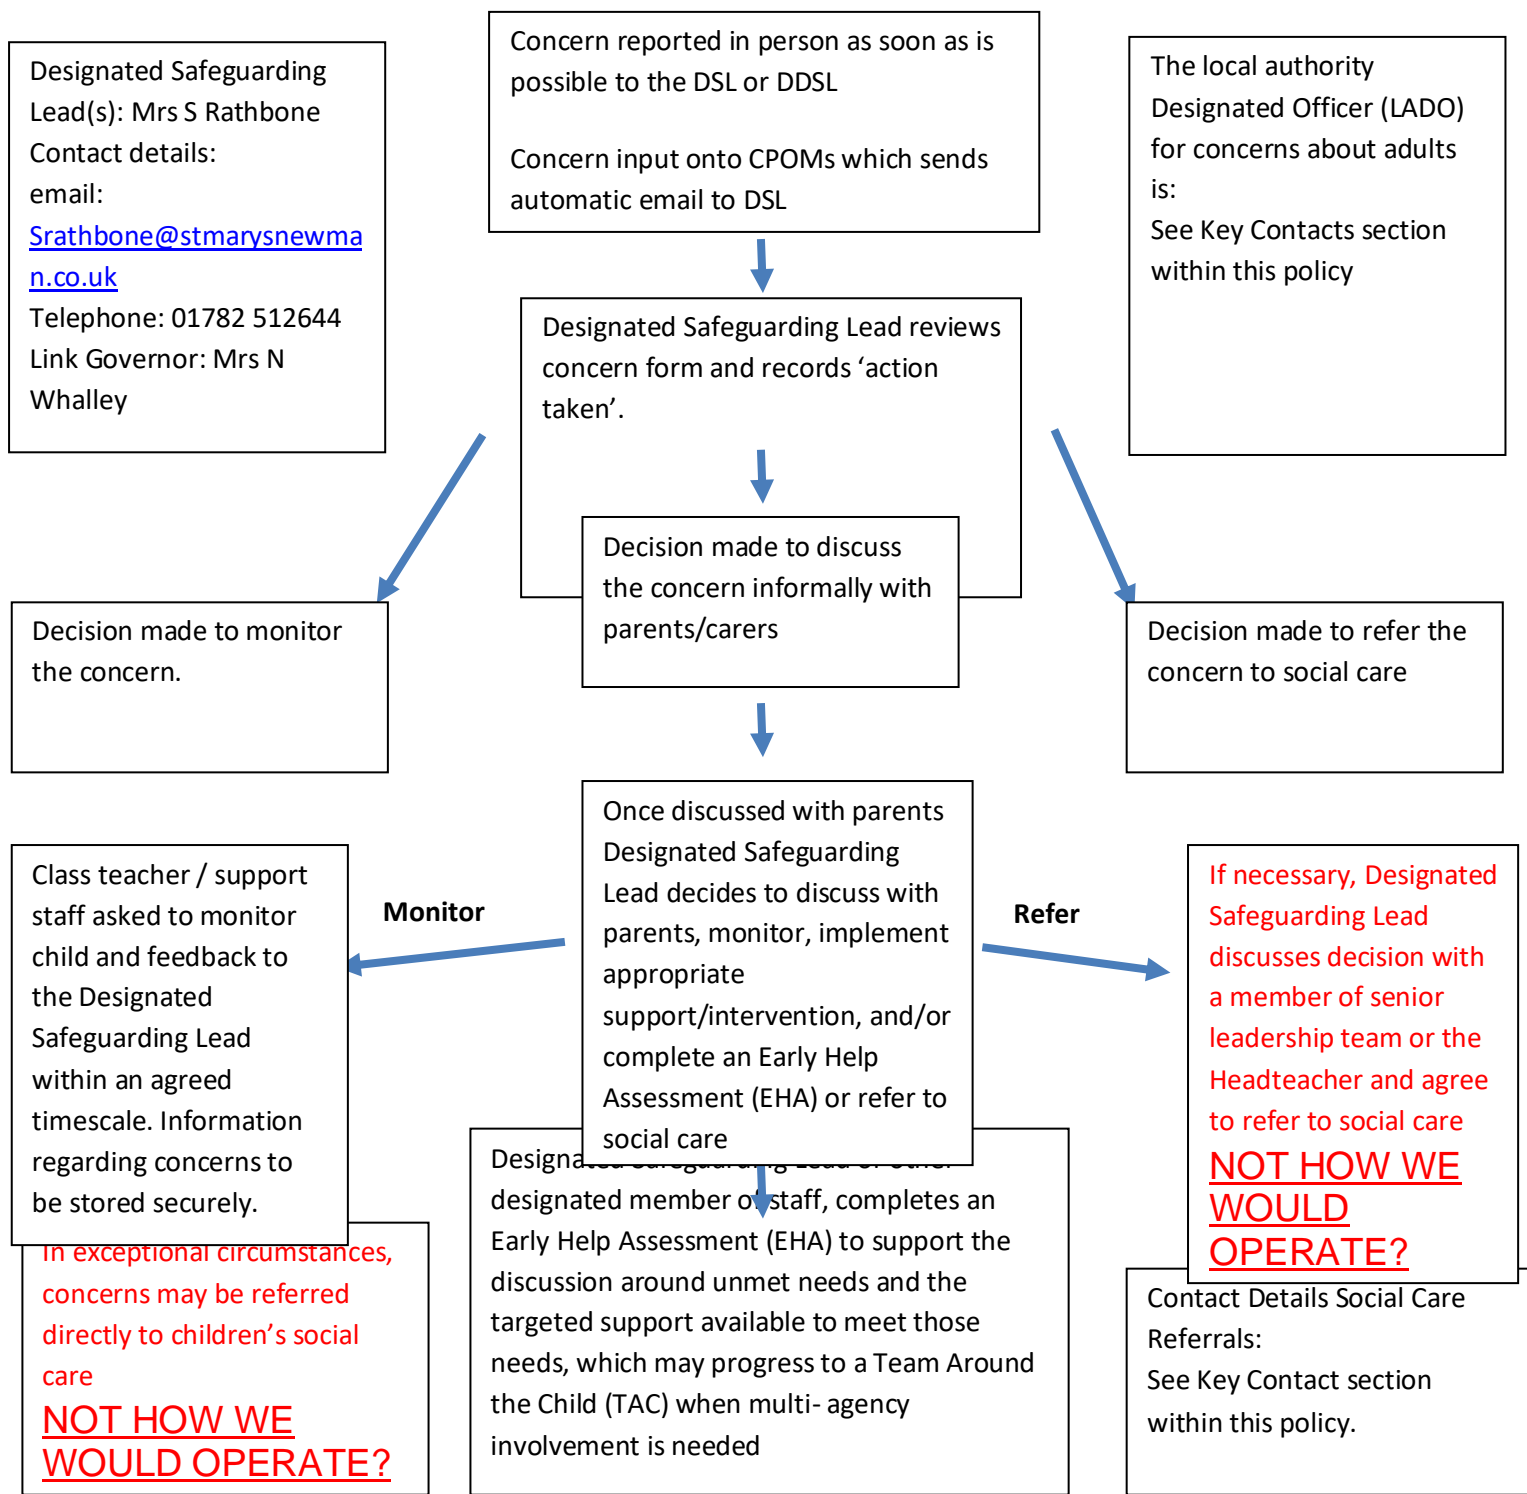 Designated Safeguarding
Lead(s): Mrs S Rathbone
Contact details:
email:
Srathbone@stmarysnewma
n.co.uk
Telephone: 01782 512644
Link Governor: Mrs N
Whalley
Concern reported in person as soon as is
possible to the DSL or DDSL
Concern input onto CPOMs which sends
automatic email to DSL
The local authority
Designated Officer (LADO)
for concerns about adults
is:
See Key Contacts section
within this policy
Designated Safeguarding Lead reviews
concern form and records ‘action
taken’.
Decision made to monitor
the concern.
Decision made to discuss
the concern informally with
parents/carers
Decision made to refer the
concern to social care
Class teacher / support
staff asked to monitor
child and feedback to
the Designated
Safeguarding Lead
within an agreed
timescale. Information
regarding concerns to
be stored securely.
Monitor
Once discussed with parents
Designated Safeguarding
Lead decides to discuss with
parents, monitor, implement
appropriate
support/intervention, and/or
complete an Early Help
Assessment (EHA) or refer to
social care
Refer
If necessary, Designated
Safeguarding Lead
discusses decision with
a member of senior
leadership team or the
Headteacher and agree
to refer to social care
NOT HOW WE
WOULD
OPERATE?
In exceptional circumstances,
concerns may be referred
directly to children’s social
care
NOT HOW WE
WOULD OPERATE?
Designated Safeguarding Lead or other
designated member of staff, completes an
Early Help Assessment (EHA) to support the
discussion around unmet needs and the
targeted support available to meet those
needs, which may progress to a Team Around
the Child (TAC) when multi- agency
involvement is needed
Contact Details Social Care
Referrals:
See Key Contact section
within this policy.